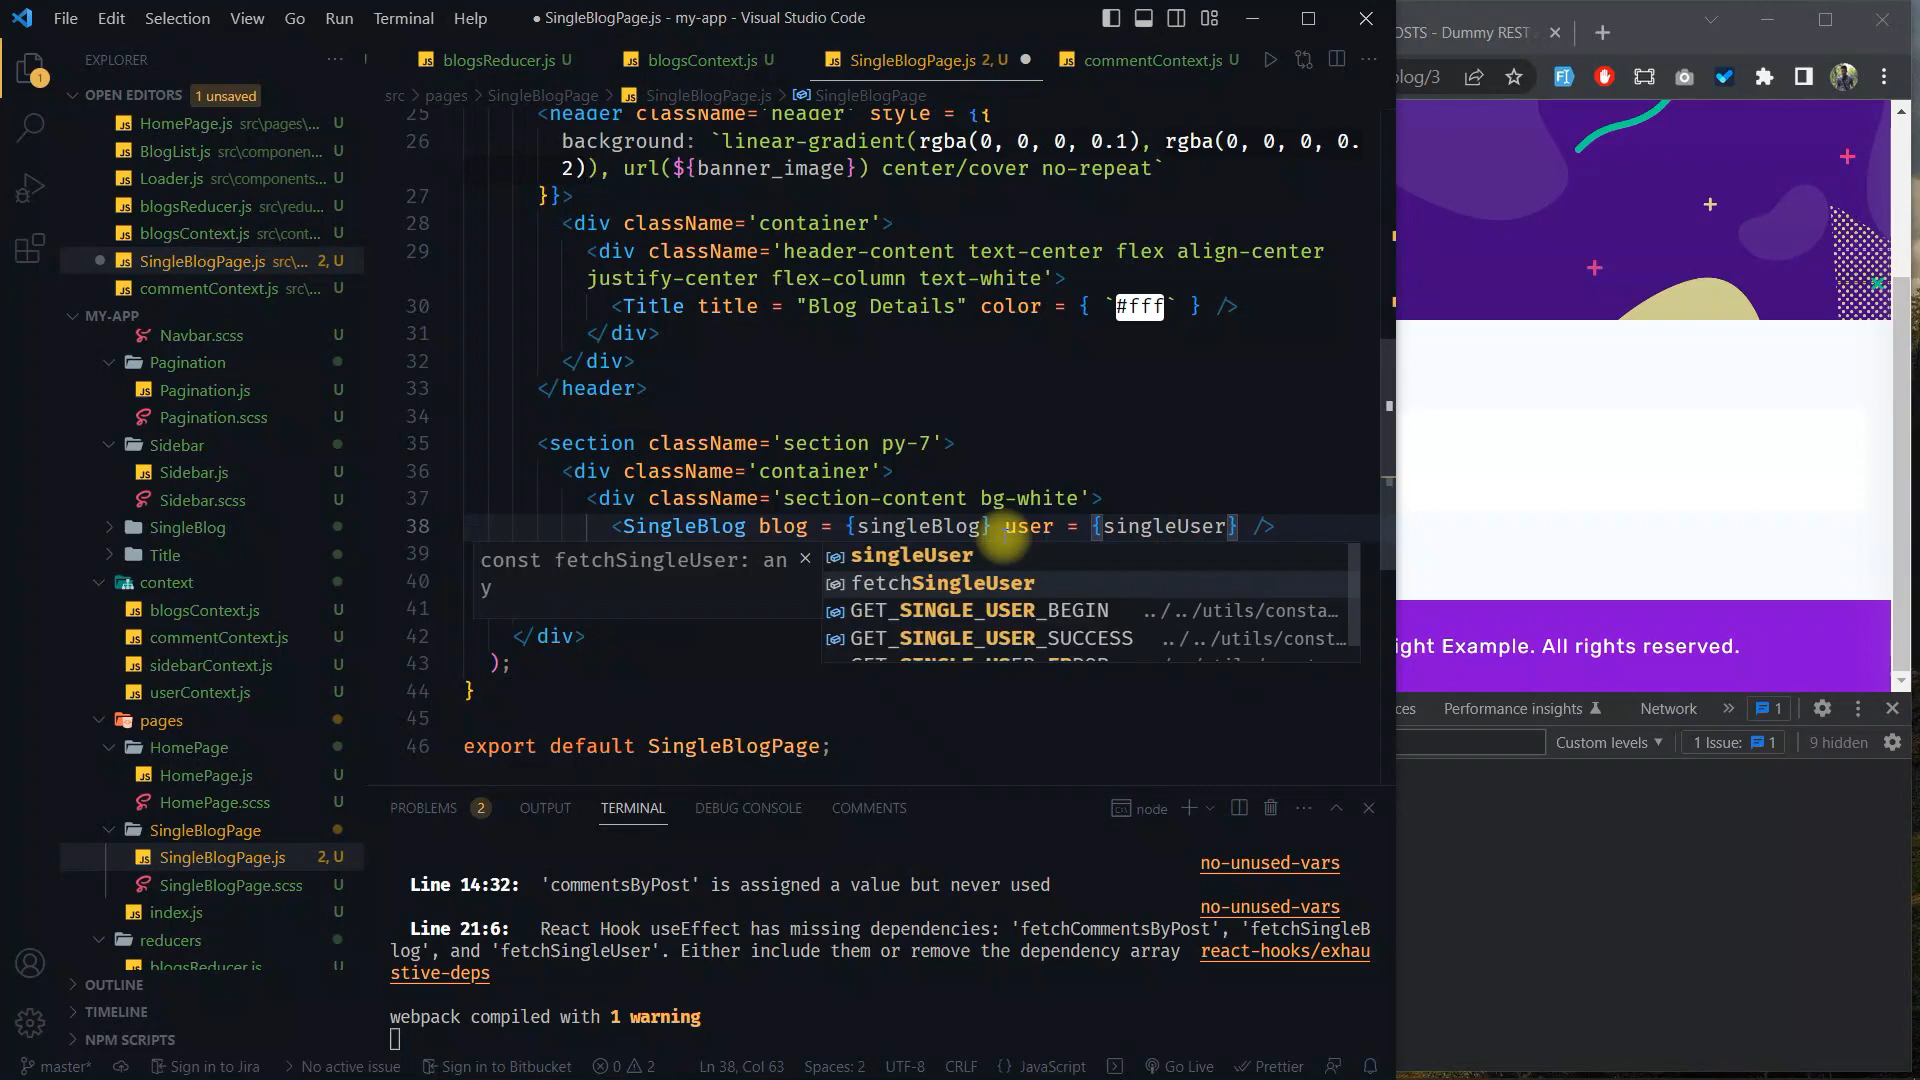 File Edit Selection View Go Run Terminal Help
● SingleBlogPage.js - my-app - Visual Studio Code
EXPLORER
OPEN EDITORS 1 unsaved
HomePage.js src\pages\... U
BlogList.js src\componen... U
Loader.js src\components... U
blogsReducer.js src\redu... U
blogsContext.js src\cont... U
SingleBlogPage.js src\... 2, U
commentContext.js src\... U
MY-APP
Navbar.scss U
Pagination
Pagination.js U
Pagination.scss U
Sidebar
Sidebar.js U
Sidebar.scss U
SingleBlog
Title
context
blogsContext.js U
commentContext.js U
sidebarContext.js U
userContext.js U
pages
HomePage
HomePage.js U
HomePage.scss U
SingleBlogPage
SingleBlogPage.js 2, U
SingleBlogPage.scss U
index.js U
reducers
blogsReducer.js U
OUTLINE
TIMELINE
NPM SCRIPTS
blogsReducer.js U
blogsContext.js U
SingleBlogPage.js 2, U ●
commentContext.js U
src > pages > SingleBlogPage > SingleBlogPage.js > SingleBlogPage
25 <header className='header' style = {{
26 background: `linear-gradient(rgba(0, 0, 0, 0.1), rgba(0, 0, 0, 0.
2)), url(${banner_image}) center/cover no-repeat`
27 }}>
28 <div className='container'>
29 <div className='header-content text-center flex align-center
justify-center flex-column text-white'>
30 <Title title = "Blog Details" color = { `#fff` } />
31 </div>
32 </div>
33 </header>
34
35 <section className='section py-7'>
36 <div className='container'>
37 <div className='section-content bg-white'>
38 <SingleBlog blog = {singleBlog} user = {singleUser} />
39
40
41
42 </div>
43 );
44 }
45
46 export default SingleBlogPage;
const fetchSingleUser: an
y
singleUser
fetchSingleUser
GET_SINGLE_USER_BEGIN ../../utils/consta...
GET_SINGLE_USER_SUCCESS ../../utils/const...
PROBLEMS 2 OUTPUT TERMINAL DEBUG CONSOLE COMMENTS
node
no-unused-vars
Line 14:32: 'commentsByPost' is assigned a value but never used
no-unused-vars
Line 21:6: React Hook useEffect has missing dependencies: 'fetchCommentsByPost', 'fetchSingleB
log', and 'fetchSingleUser'. Either include them or remove the dependency array react-hooks/exhau
stive-deps
webpack compiled with 1 warning
master* Sign in to Jira No active issue Sign in to Bitbucket 0 2 Ln 38, Col 63 Spaces: 2 UTF-8 CRLF {} JavaScript Go Live Prettier
OSTS - Dummy REST
blog/3
ight Example. All rights reserved.
ces Performance insights Network » 1
Custom levels 1 Issue: 1 9 hidden